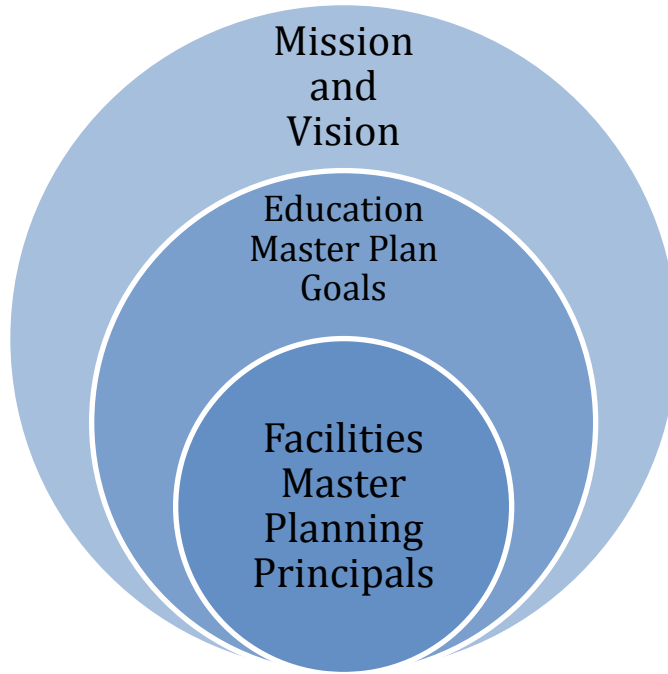 Mission
and
Vision
Education
Master Plan
Goals
Facilities
Master
Planning
Principals